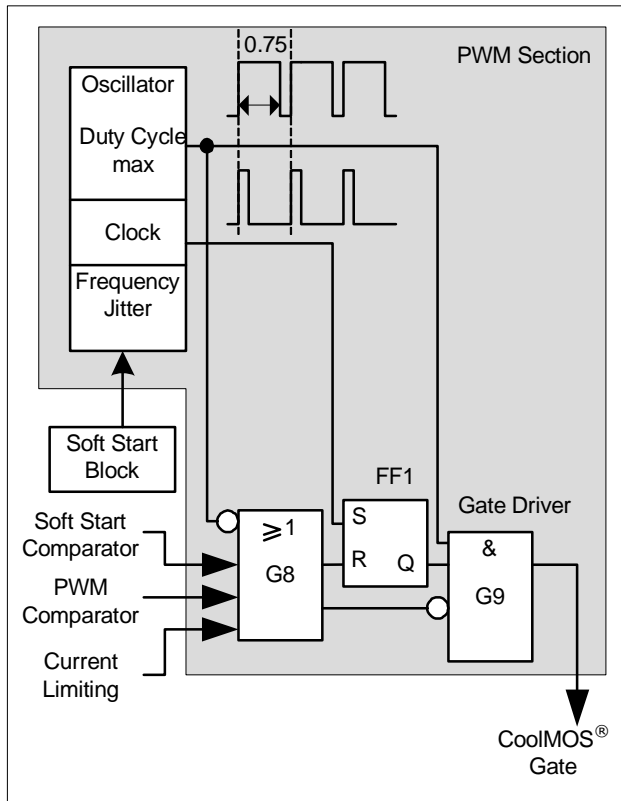 0.75
PWM Section
Oscillator
Duty Cycle
max
Clock
Frequency
Jitter
Soft Start
Block
FF1
Gate Driver
Soft Start
Comparator
PWM
Comparator
Current
Limiting
⩾1
G8
S
R
Q
&
G9
CoolMOS®
Gate